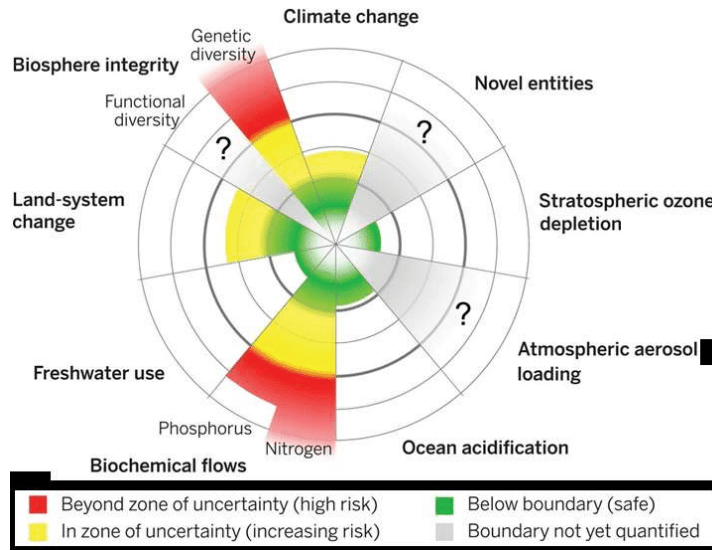 Climate change
Genetic
diversity
Biosphere integrity
Novel entities
Functional
diversity
?
?
Land-system
change
Stratospheric ozone
depletion
?
Atmospheric aerosol
loading
Freshwater use
Phosphorus
Nitrogen
Ocean acidification
Biochemical flows
Beyond zone of uncertainty (high risk)
Below boundary (safe)
In zone of uncertainty (increasing risk)
Boundary not yet quantified